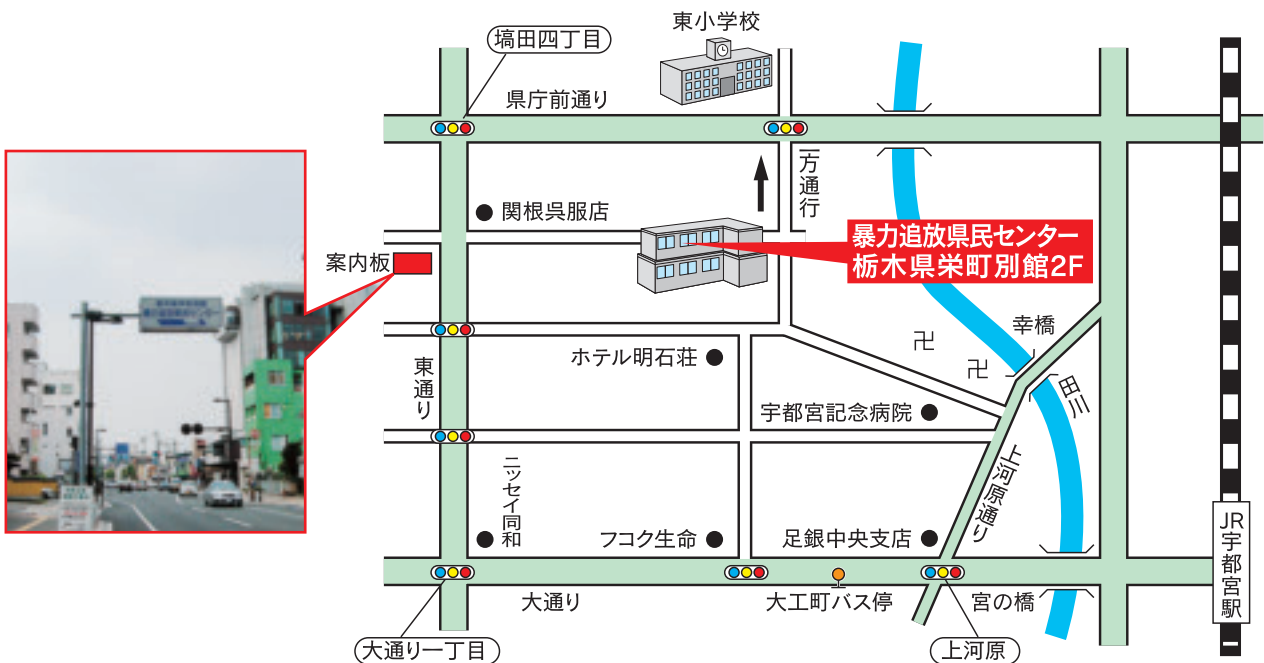 東小学校
塙田四丁目
県庁前通り
一方通行
関根呉服店
暴力追放県民センター
栃木県栄町別館2F
案内板
幸橋
卍
卍
ホテル明石荘
東通り
田川
宇都宮記念病院
上河原通り
ニッセイ同和
フコク生命
足銀中央支店
JR宇都宮駅
大通り
大工町バス停
宮の橋
大通り一丁目
上河原